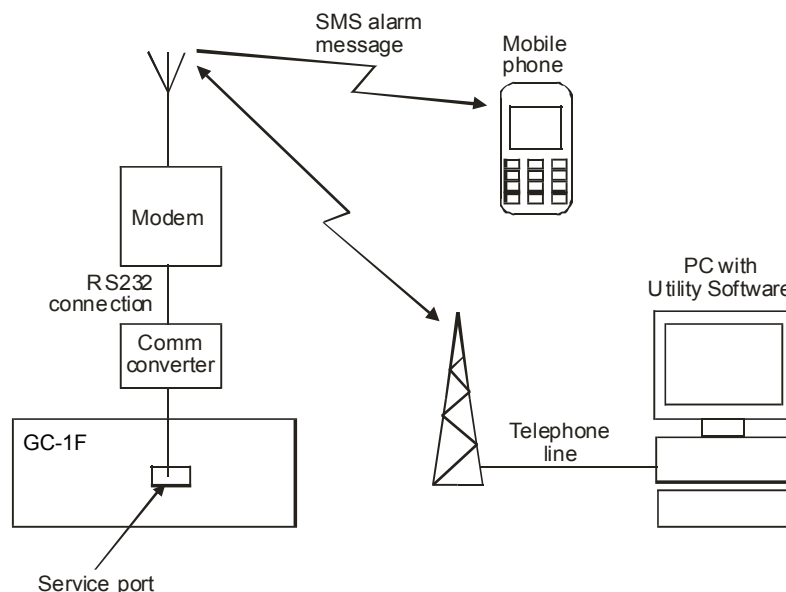 SMS alarm
message
Mobile
phone
Modem
RS232
connection
PC with
Utility Software
Comm
converter
GC-1F
Telephone
line
Service port